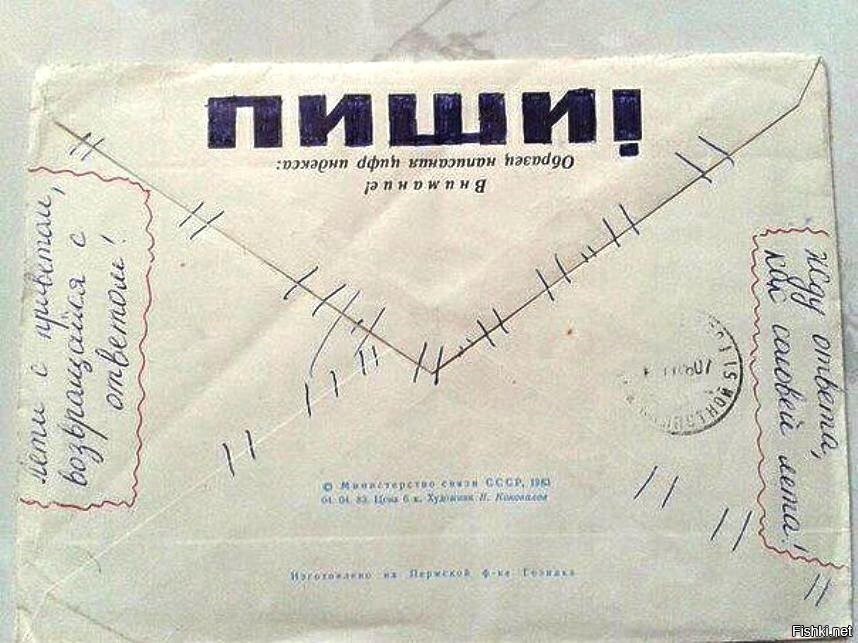 ПИШИ!
Внимание!
Образец написания цифр индекса:
Лети с приветом,
возвращайся с
ответом!
Жду ответа,
как соловей лета!
© Министерство связи СССР, 1983
04. 04. 83. Цена 6 к. Художник Н. Коновалов
Изготовлено на Пермской ф-ке Гознака
Fishki.net